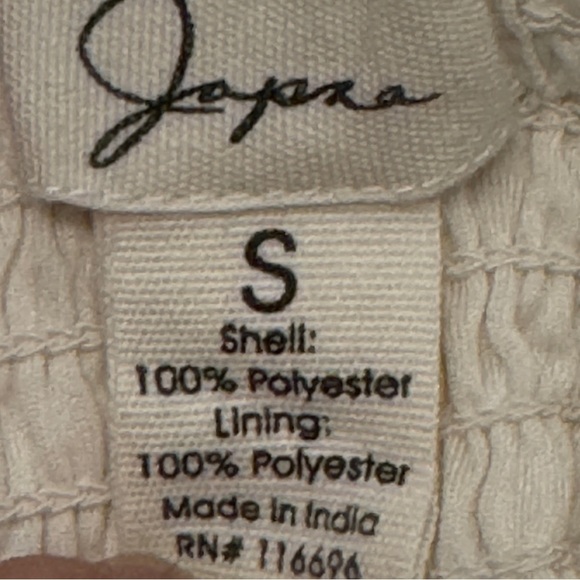 Japna
S
Shell:
100% Polyester
Lining:
100% Polyester
Made in India
RN# 116696